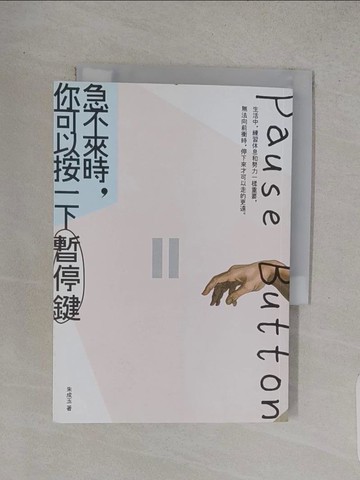 急不來時，
你可以按一下
暫停鍵
Pause Button
生活中，練習休息和努力一樣重要，
無法向前衝時，停下來才可以走的更遠。
朱成玉 著